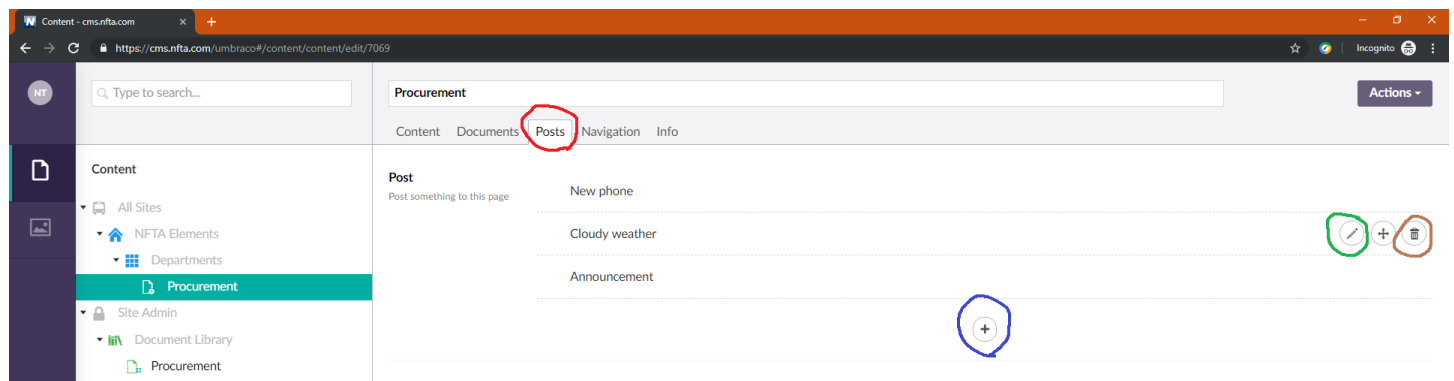 Content - cms.nfta.com
https://cms.nfta.com/umbraco#/content/content/edit/7069
Incognito
NT
Type to search...
Procurement
Actions
Content Documents Posts Navigation Info
Content
All Sites
NFTA Elements
Departments
Procurement
Site Admin
Document Library
Procurement
Post
Post something to this page
New phone
Cloudy weather
Announcement